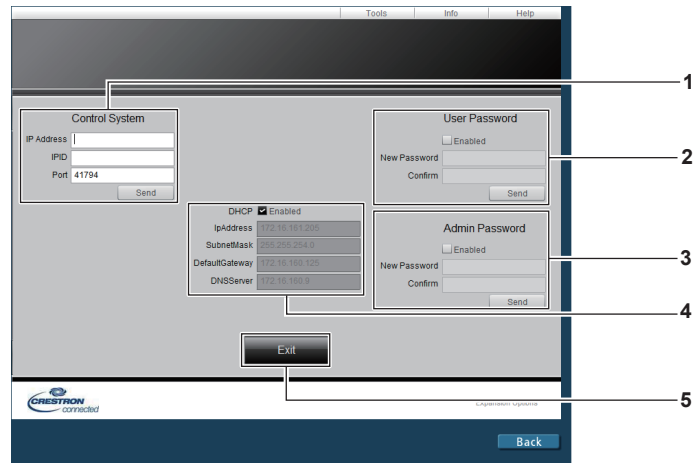 Tools Info Help
1
Control System
IP Address
IPID
Port 41794
Send
User Password
Enabled
New Password
Confirm
Send
2
DHCP Enabled
IpAddress 172.16.161.205
SubnetMask 255.255.254.0
DefaultGateway 172.16.160.125
DNSServer 172.16.160.9
Admin Password
Enabled
New Password
Confirm
Send
3
4
Exit
CRESTRON
connected
Expansion Options
5
Back